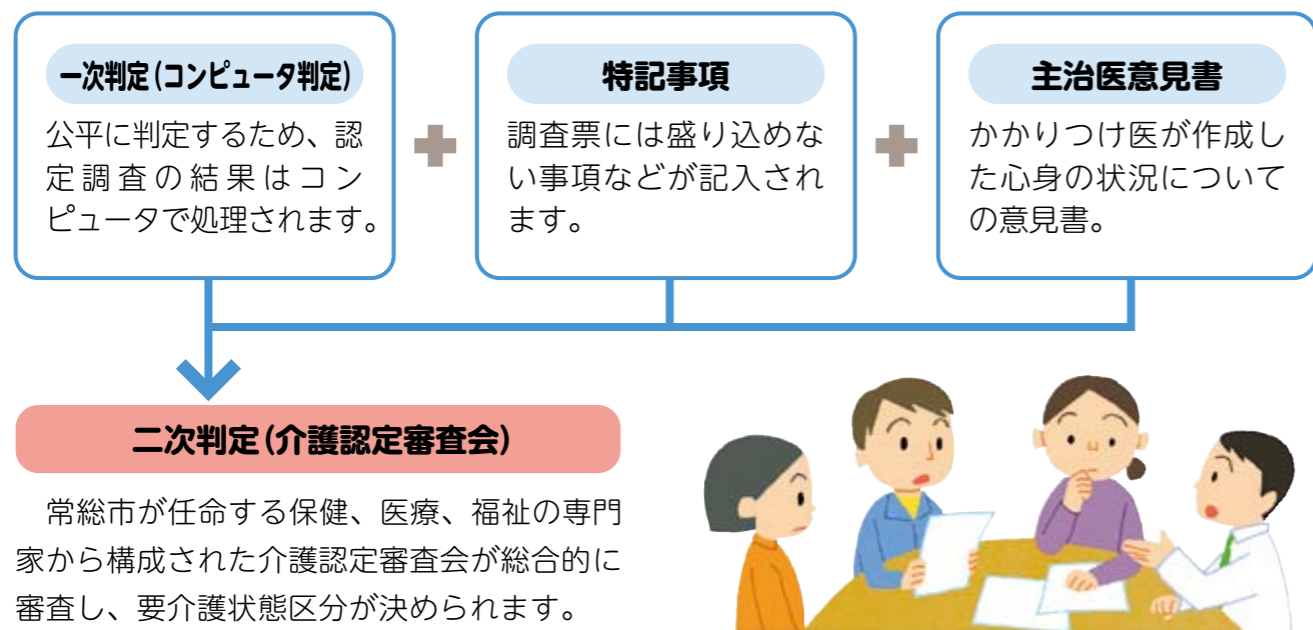 一次判定(コンピュータ判定)
公平に判定するため、認
定調査の結果はコン
ピュータで処理されます。
特記事項
調査票には盛り込めな
い事項などが記入され
ます。
主治医意見書
かかりつけ医が作成し
た心身の状況について
の意見書。
二次判定(介護認定審査会)
常総市が任命する保健、医療、福祉の専門
家から構成された介護認定審査会が総合的に
審査し、要介護状態区分が決められます。